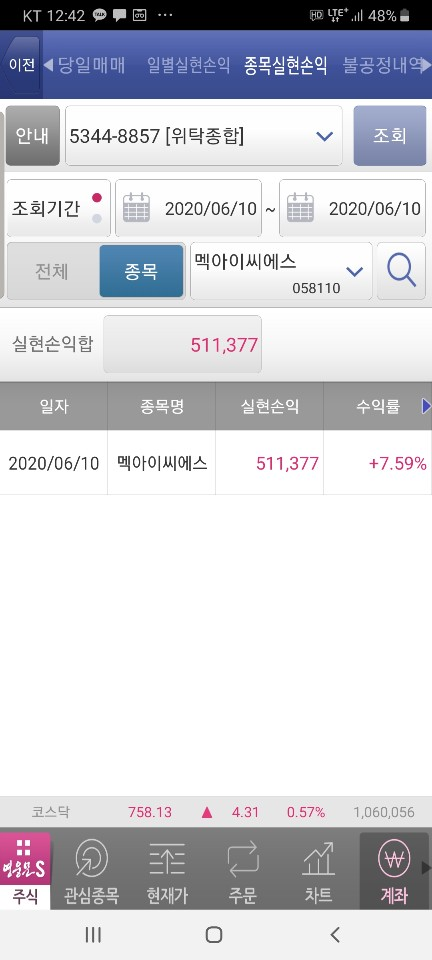 KT 12:42 ... LTE+ 48%
이전 당일매매 일별실현손익 종목실현손익 불공정내역
안내 5344-8857 [위탁종합] 조회
조회기간 2020/06/10 ~ 2020/06/10
전체 종목 멕아이씨에스
058110
실현손익합 511,377
일자 종목명 실현손익 수익률
2020/06/10 멕아이씨에스 511,377 +7.59%
코스닥 758.13 ▲ 4.31 0.57% 1,060,056
영웅문S
주식 관심종목 현재가 주문 차트 계좌